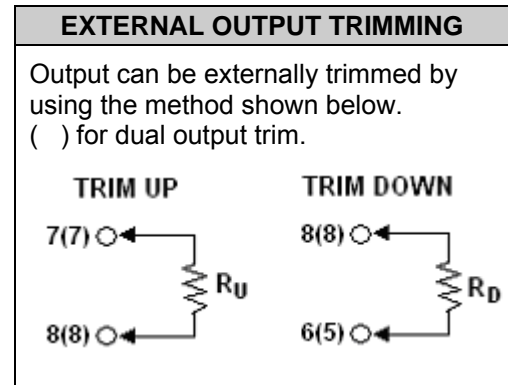 EXTERNAL OUTPUT TRIMMING
Output can be externally trimmed by
using the method shown below.
( ) for dual output trim.
TRIM UP
TRIM DOWN
7(7)
8(8)
RU
RD
8(8)
6(5)